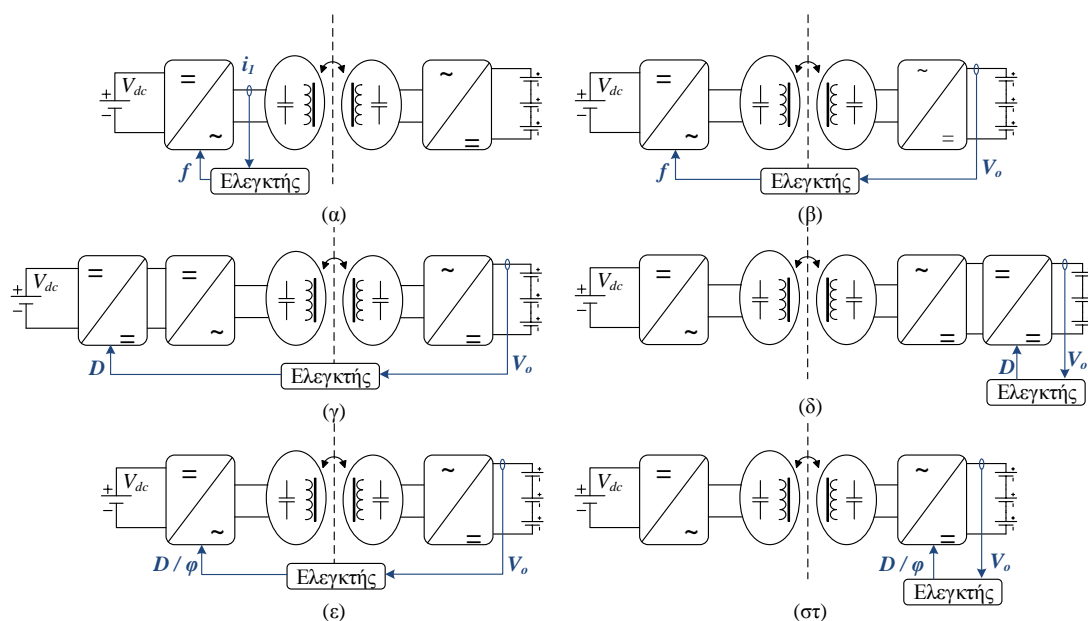 V_dc
i_1
f
Ελεγκτής
(α)
V_dc
f
Ελεγκτής
V_o
(β)
V_dc
D
Ελεγκτής
V_o
(γ)
V_dc
D
V_o
Ελεγκτής
(δ)
V_dc
D / φ
Ελεγκτής
V_o
(ε)
V_dc
D / φ
V_o
Ελεγκτής
(στ)